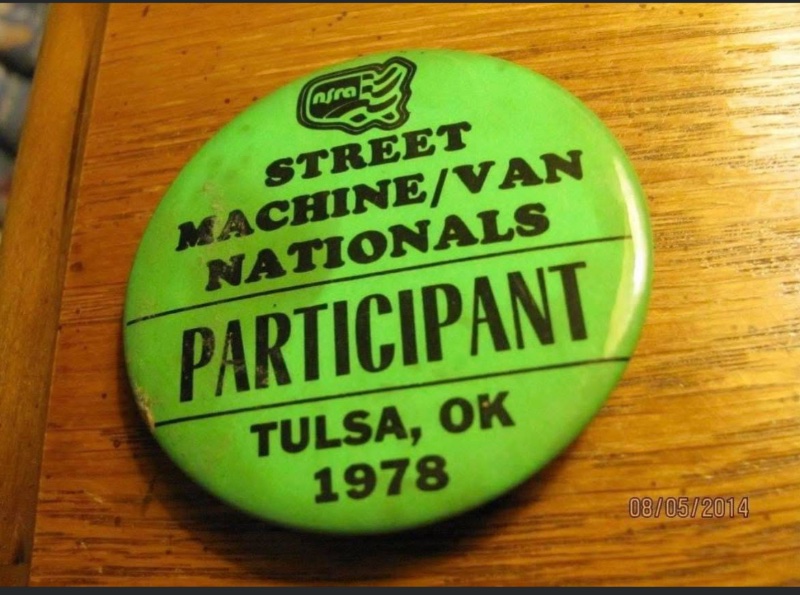 nsra
STREET
MACHINE/VAN
NATIONALS
PARTICIPANT
TULSA, OK
1978
08/05/2014